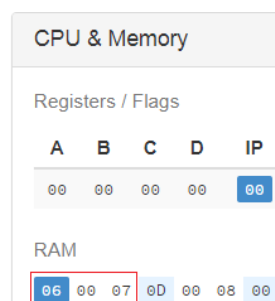 CPU & Memory
Registers / Flags
A B C D IP
00 00 00 00 00
RAM
06 00 07 0D 00 08 00